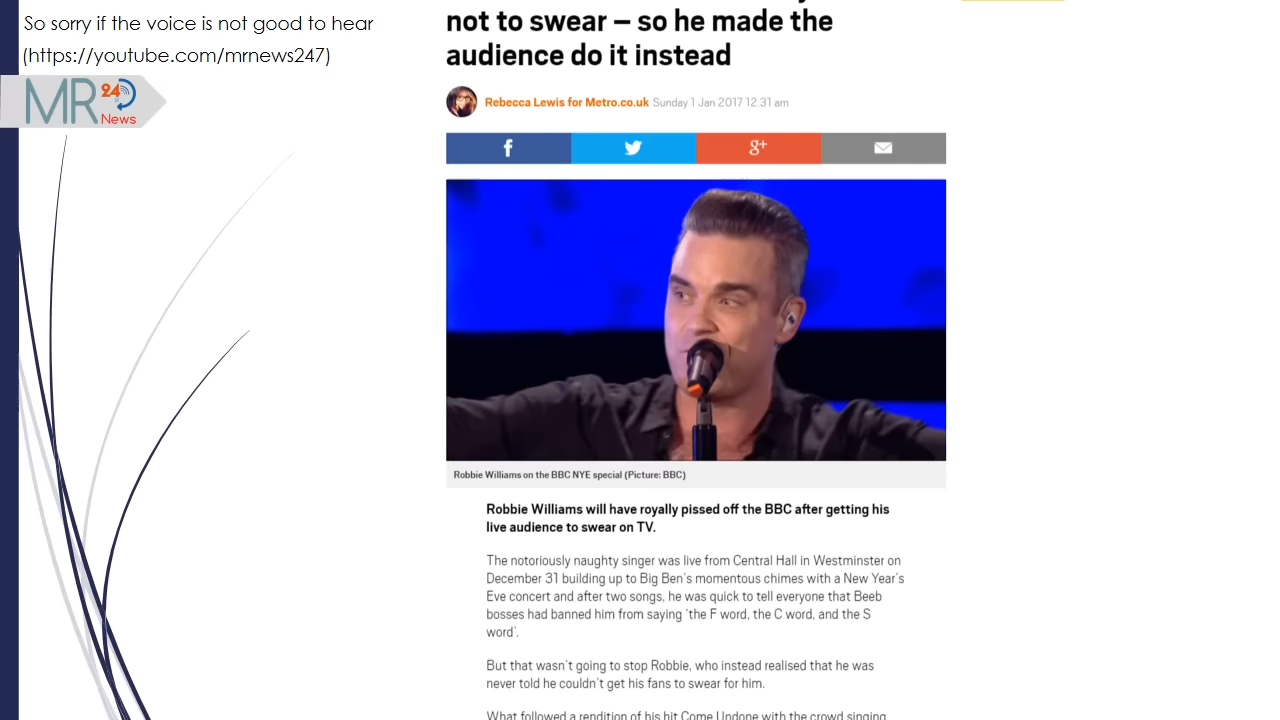 So sorry if the voice is not good to hear
(https://youtube.com/mrnews247)
MR 24
News
not to swear – so he made the
audience do it instead
Rebecca Lewis for Metro.co.uk Sunday 1 Jan 2017 12:31 am
f
g+
Robbie Williams on the BBC NYE special (Picture: BBC)
Robbie Williams will have royally pissed off the BBC after getting his
live audience to swear on TV.
The notoriously naughty singer was live from Central Hall in Westminster on
December 31 building up to Big Ben's momentous chimes with a New Year's
Eve concert and after two songs, he was quick to tell everyone that Beeb
bosses had banned him from saying 'the F word, the C word, and the S
word'.
But that wasn't going to stop Robbie, who instead realised that he was
never told he couldn't get his fans to swear for him.
What followed a rendition of his hit Come Undone with the crowd singing